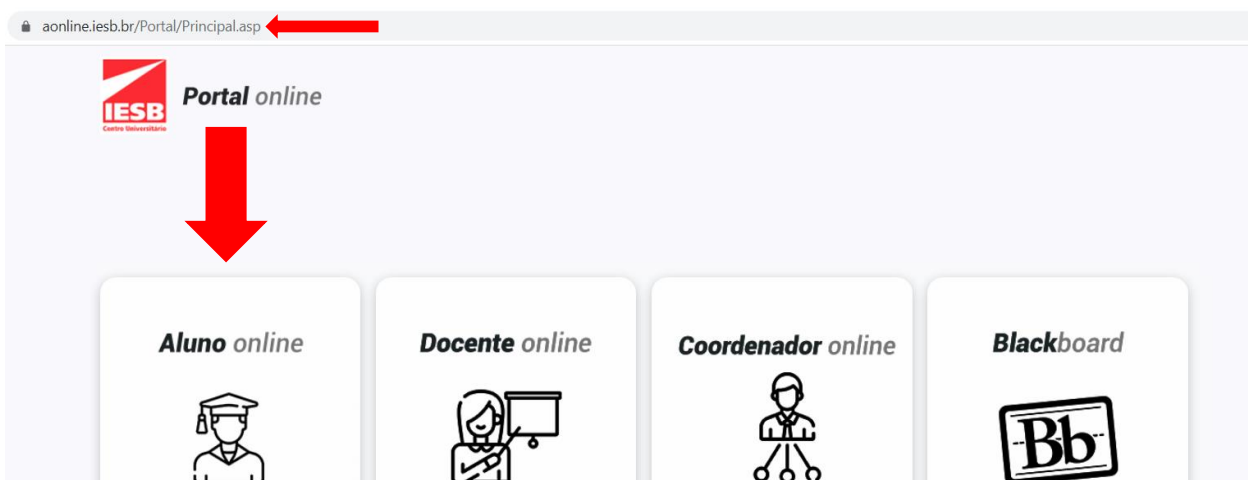 aonline.iesb.br/Portal/Principal.asp
IESB
Centro Universitário
Portal online
Aluno online
Docente online
Coordenador online
Blackboard
Bb